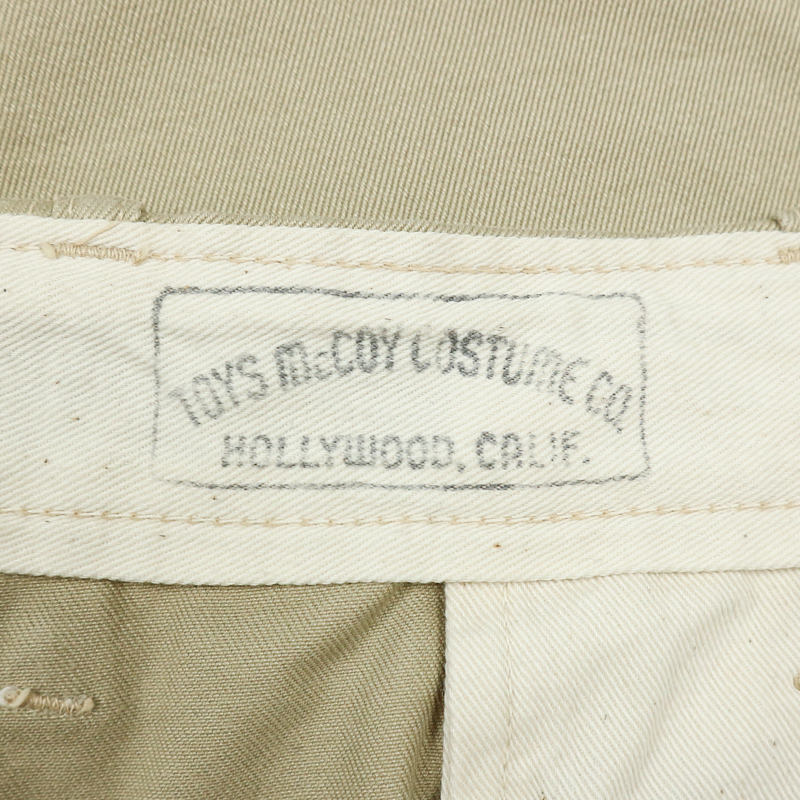 TOYS McCOY COSTUME CO.
HOLLYWOOD, CALIF.